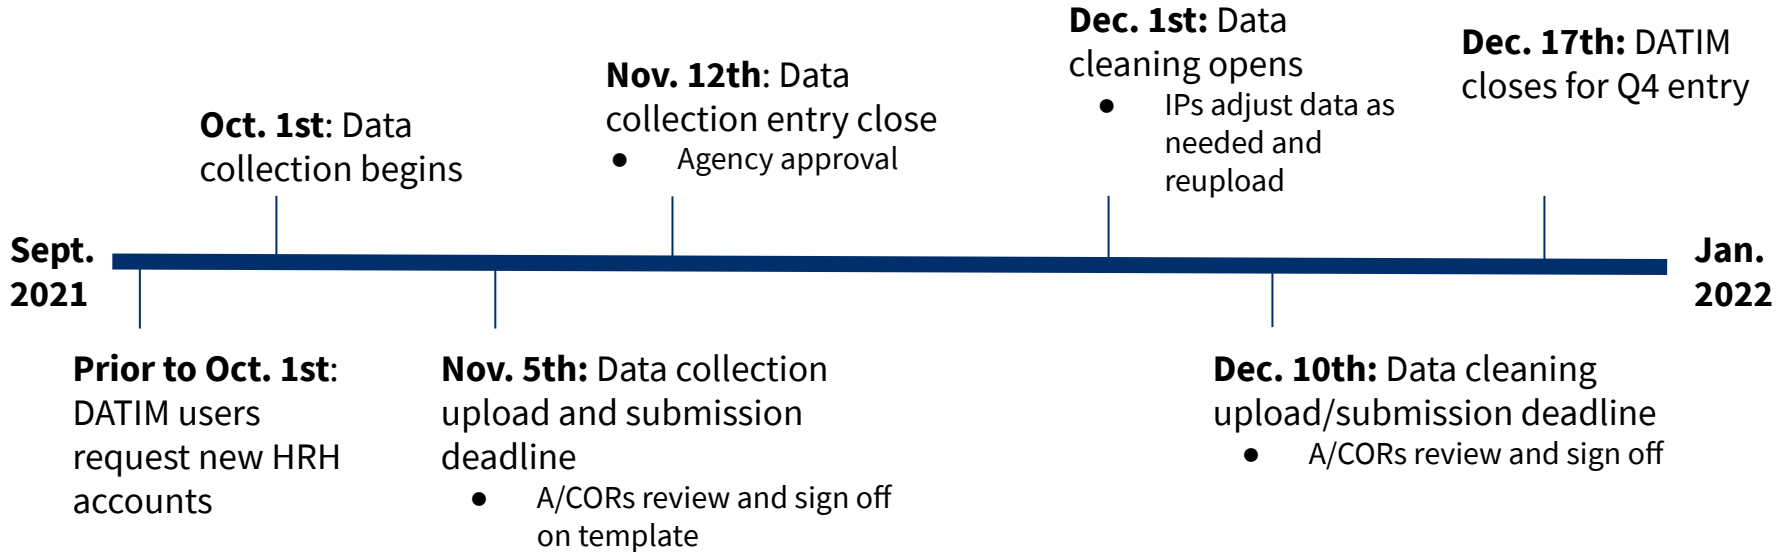 Sept.
2021
Prior to Oct. 1st:
DATIM users
request new HRH
accounts
Oct. 1st: Data
collection begins
Nov. 5th: Data collection
upload and submission
deadline
● A/CORs review and sign off
on template
Nov. 12th: Data
collection entry close
● Agency approval
Dec. 1st: Data
cleaning opens
● IPs adjust data as
needed and
reupload
Dec. 10th: Data cleaning
upload/submission deadline
● A/CORs review and sign off
Dec. 17th: DATIM
closes for Q4 entry
Jan.
2022